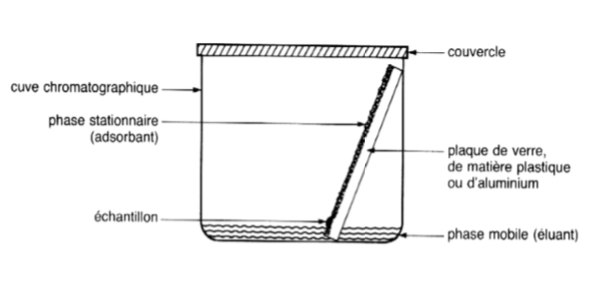 couvercle
cuve chromatographique
phase stationnaire
(adsorbant)
plaque de verre,
de matière plastique
ou d'aluminium
échantillon
phase mobile (éluant)